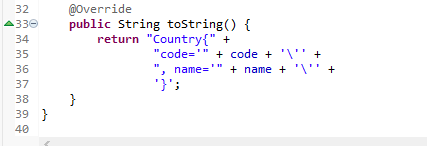 32 @Override
33 public String toString() {
34 return "Country{" +
35 "code='" + code + '\'' +
36 ", name='" + name + '\'' +
37 '}';
38 }
39 }
40